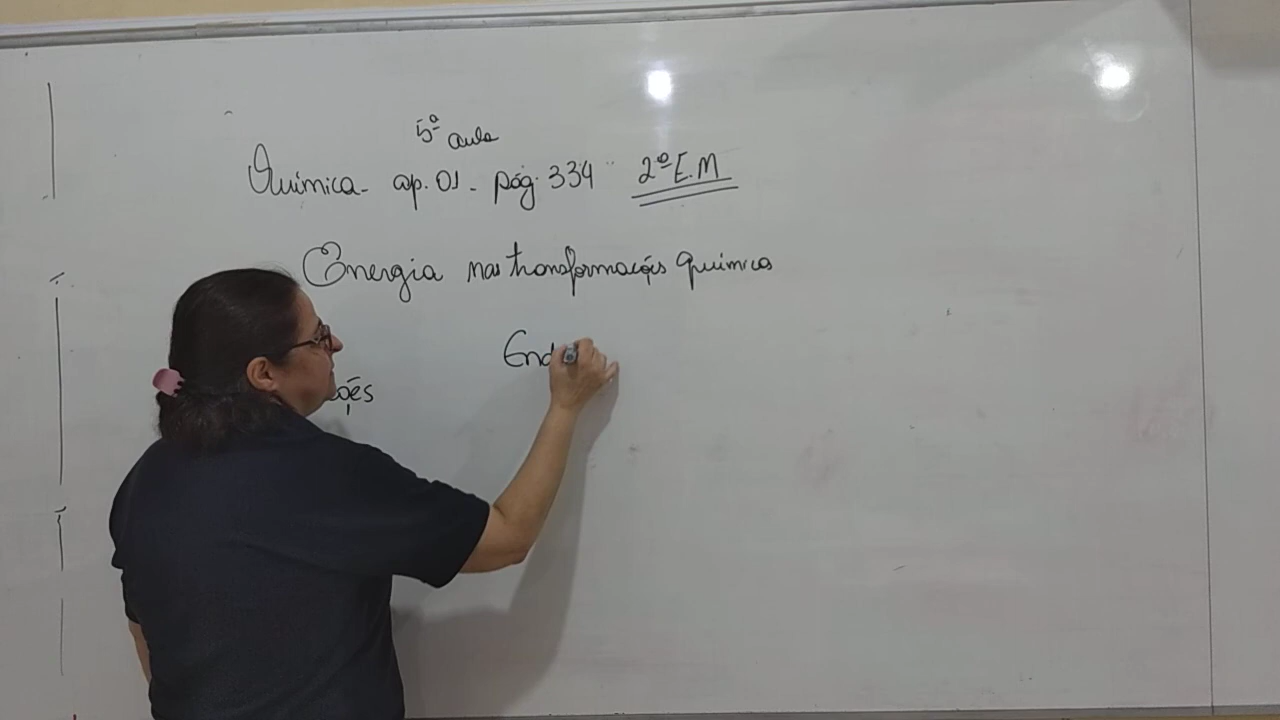 5ª aula
Química - ap. 01 - pág. 334 2º E.M
Energia nas transformações químicas
End
ões